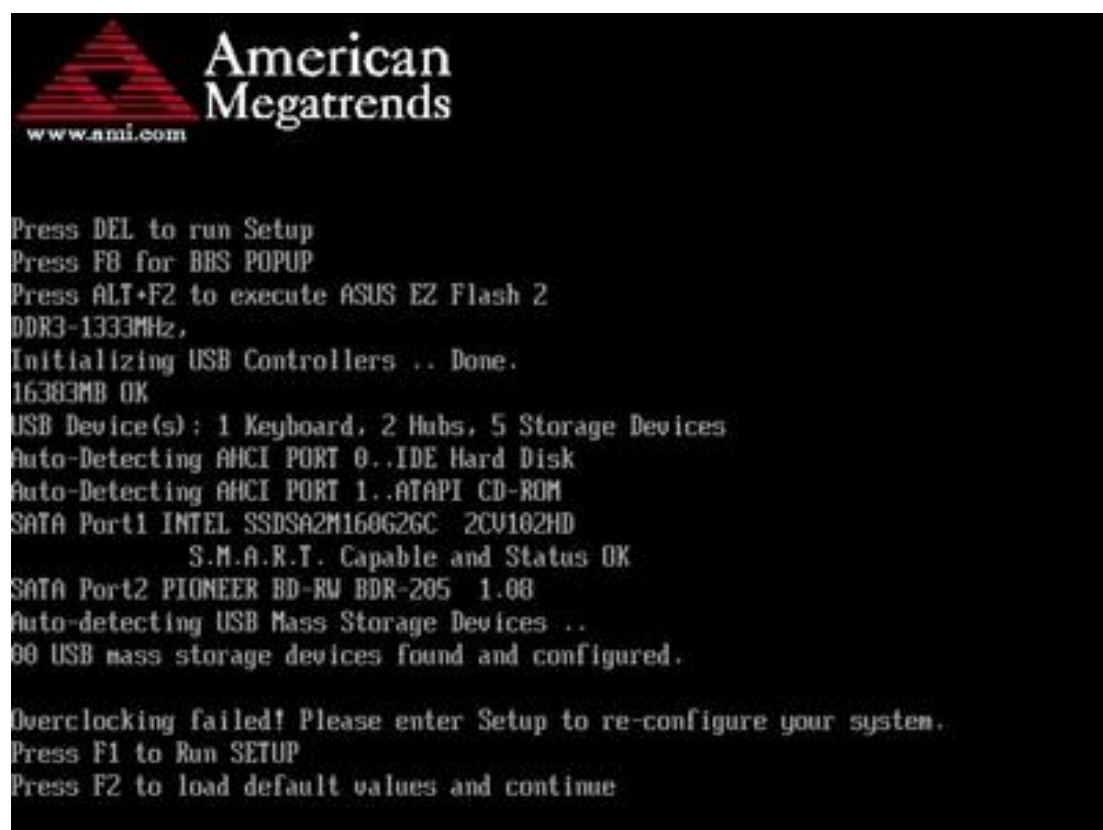 American
Megatrends
www.ami.com
Press DEL to run Setup
Press F8 for BBS POPUP
Press ALT+F2 to execute ASUS EZ Flash 2
DDR3-1333MHz,
Initializing USB Controllers .. Done.
16383MB OK
USB Device(s): 1 Keyboard, 2 Hubs, 5 Storage Devices
Auto-Detecting AHCI PORT 0..IDE Hard Disk
Auto-Detecting AHCI PORT 1..ATAPI CD-ROM
SATA Port1 INTEL SSDSA2M160G2GC  2CV102HD
S.M.A.R.T. Capable and Status OK
SATA Port2 PIONEER BD-RW BDR-205  1.08
Auto-detecting USB Mass Storage Devices ..
00 USB mass storage devices found and configured.
Overclocking failed! Please enter Setup to re-configure your system.
Press F1 to Run SETUP
Press F2 to load default values and continue